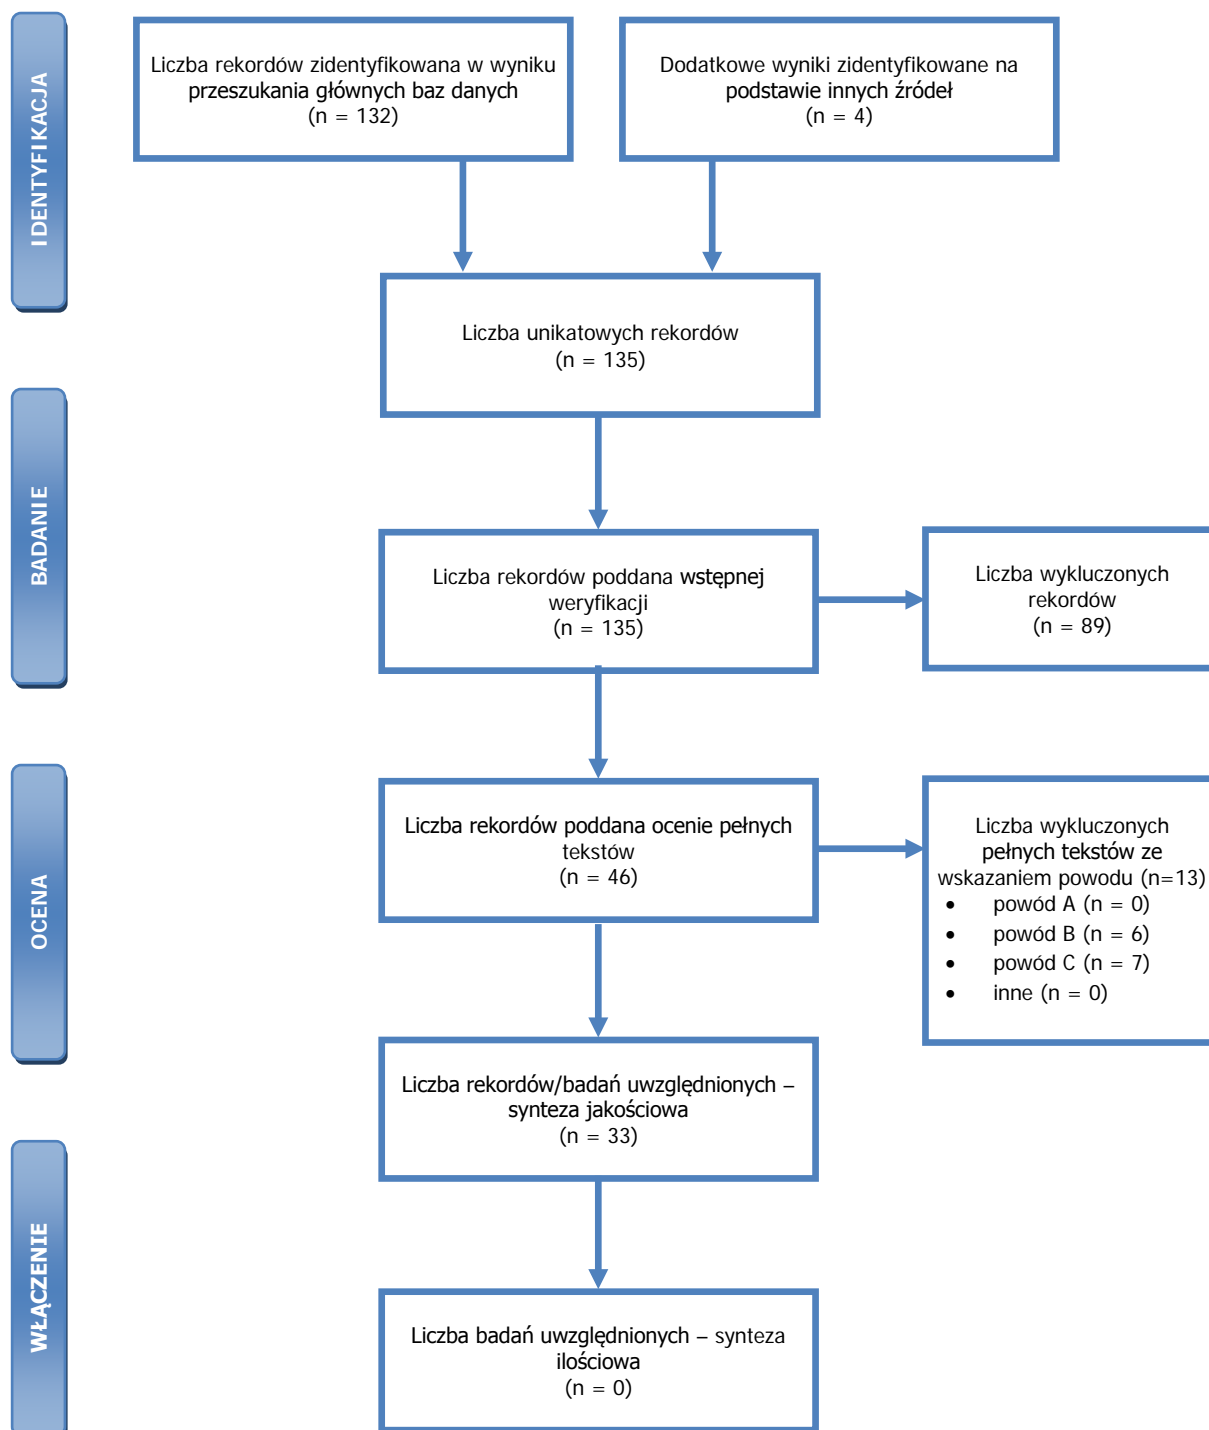 IDENTYFIKACJA
Liczba rekordów zidentyfikowana w wyniku
przeszukania głównych baz danych
(n = 132)
Dodatkowe wyniki zidentyfikowane na
podstawie innych źródeł
(n = 4)
Liczba unikatowych rekordów
(n = 135)
BADANIE
Liczba rekordów poddana wstępnej
weryfikacji
(n = 135)
Liczba wykluczonych
rekordów
(n = 89)
OCENA
Liczba rekordów poddana ocenie pełnych
tekstów
(n = 46)
Liczba wykluczonych
pełnych tekstów ze
wskazaniem powodu (n=13)
• powód A (n = 0)
• powód B (n = 6)
• powód C (n = 7)
• inne (n = 0)
Liczba rekordów/badań uwzględnionych –
synteza jakościowa
(n = 33)
WŁĄCZENIE
Liczba badań uwzględnionych – synteza
ilościowa
(n = 0)